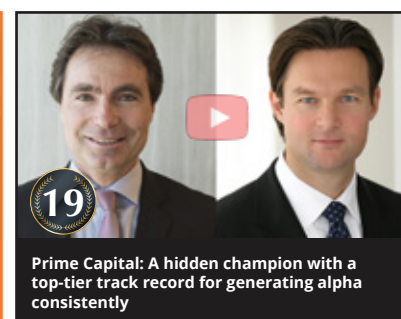 19
Prime Capital: A hidden champion with a
top-tier track record for generating alpha
consistently